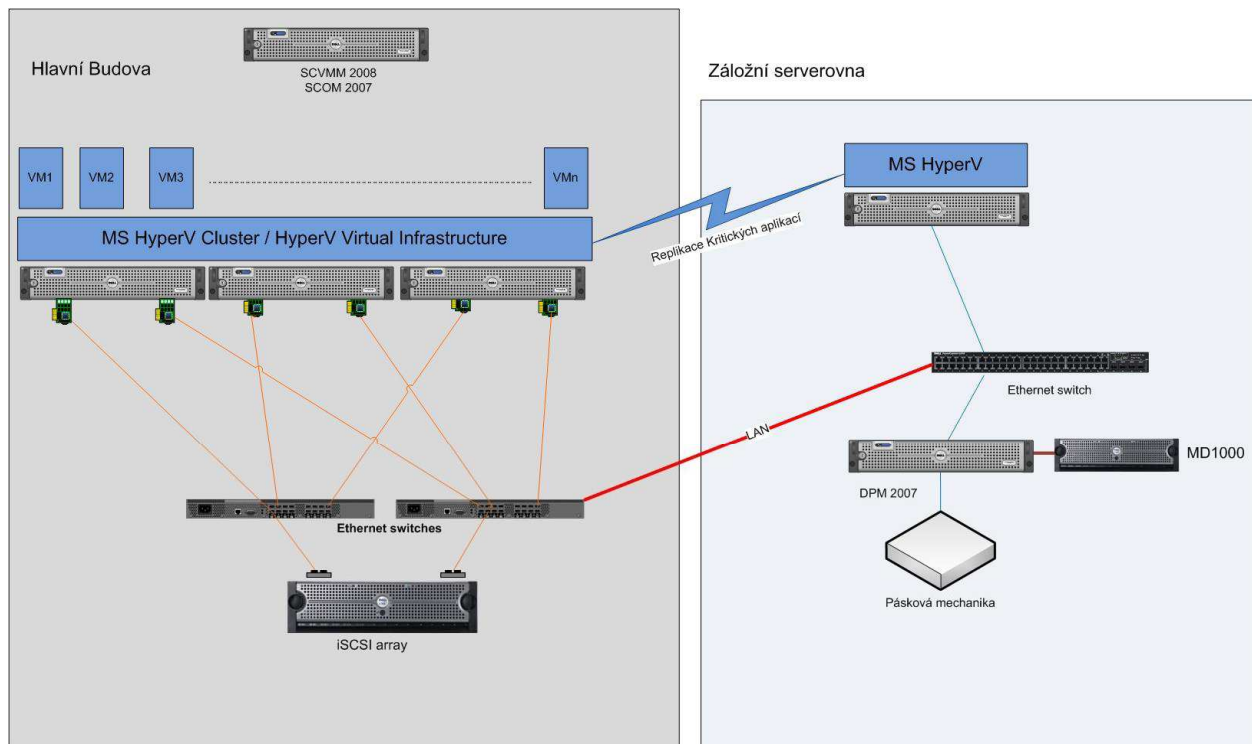 Hlavní Budova
SCVMM 2008
SCOM 2007
Záložní serverovna
VM1
VM2
VM3
VMn
MS HyperV Cluster / HyperV Virtual Infrastructure
MS HyperV
Replikace Kritických aplikací
Ethernet switch
LAN
MD1000
DPM 2007
Ethernet switches
Pásková mechanika
iSCSI array